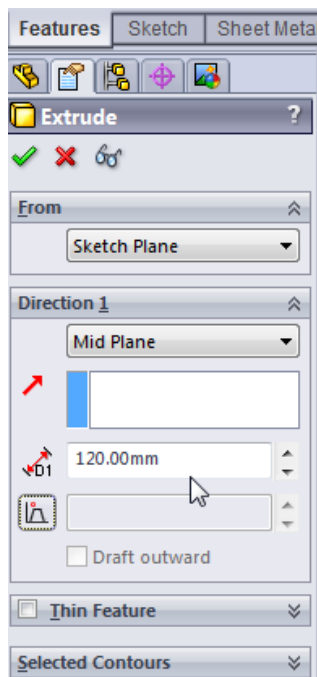 Features Sketch Sheet Meta
Extrude ?
From
Sketch Plane
Direction 1
Mid Plane
D1 120.00mm
Draft outward
Thin Feature
Selected Contours